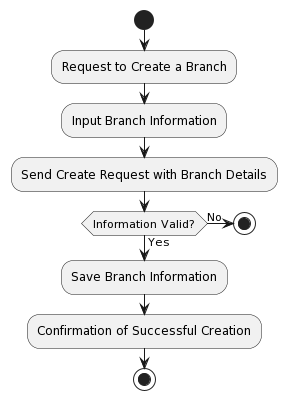 Request to Create a Branch
Input Branch Information
Send Create Request with Branch Details
Information Valid?
No
Yes
Save Branch Information
Confirmation of Successful Creation